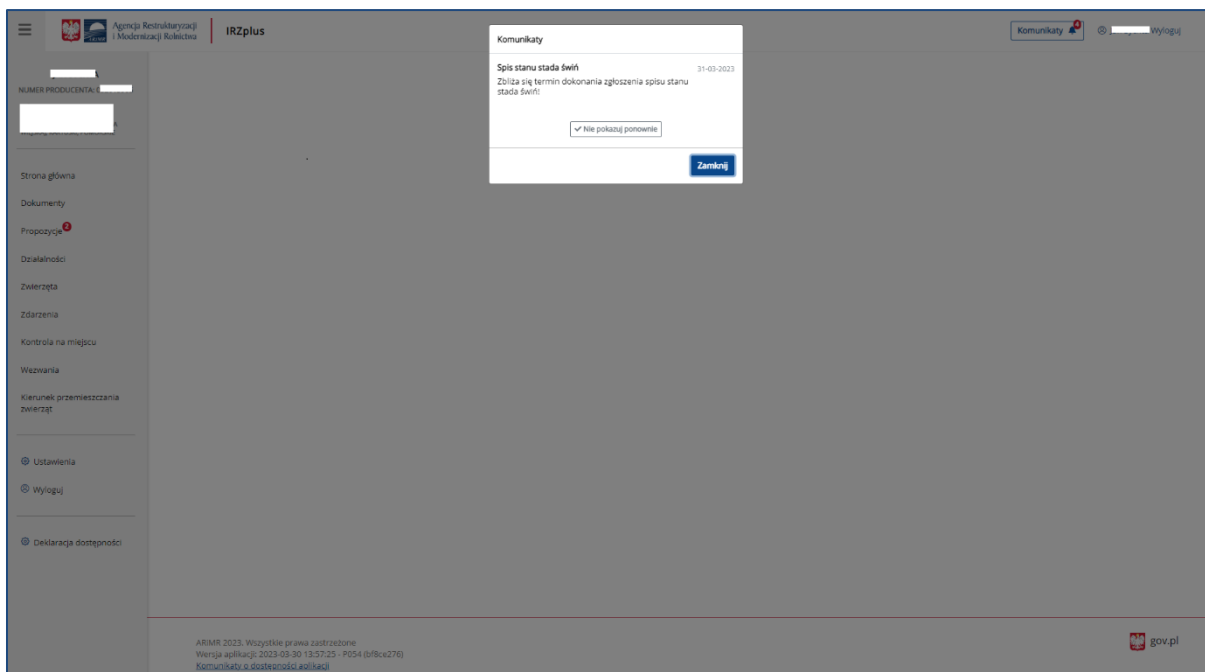 Agencja Restrukturyzacji
i Modernizacji Rolnictwa
IRZplus
Komunikaty 4
Wyloguj
NUMER PRODUCENTA: 0
Strona główna
Dokumenty
Propozycje 2
Działalności
Zwierzęta
Zdarzenia
Kontrola na miejscu
Wezwania
Kierunek przemieszczania
zwierząt
Ustawienia
Wyloguj
Deklaracja dostępności
Komunikaty
Spis stanu stada świń 31-03-2023
Zbliża się termin dokonania zgłoszenia spisu stanu
stada świń!
Nie pokazuj ponownie
Zamknij
ARiMR 2023. Wszystkie prawa zastrzeżone
Wersja aplikacji: 2023-03-30 13:57:25 - P054 (bf8ce276)
Komunikaty o dostępności aplikacji
gov.pl